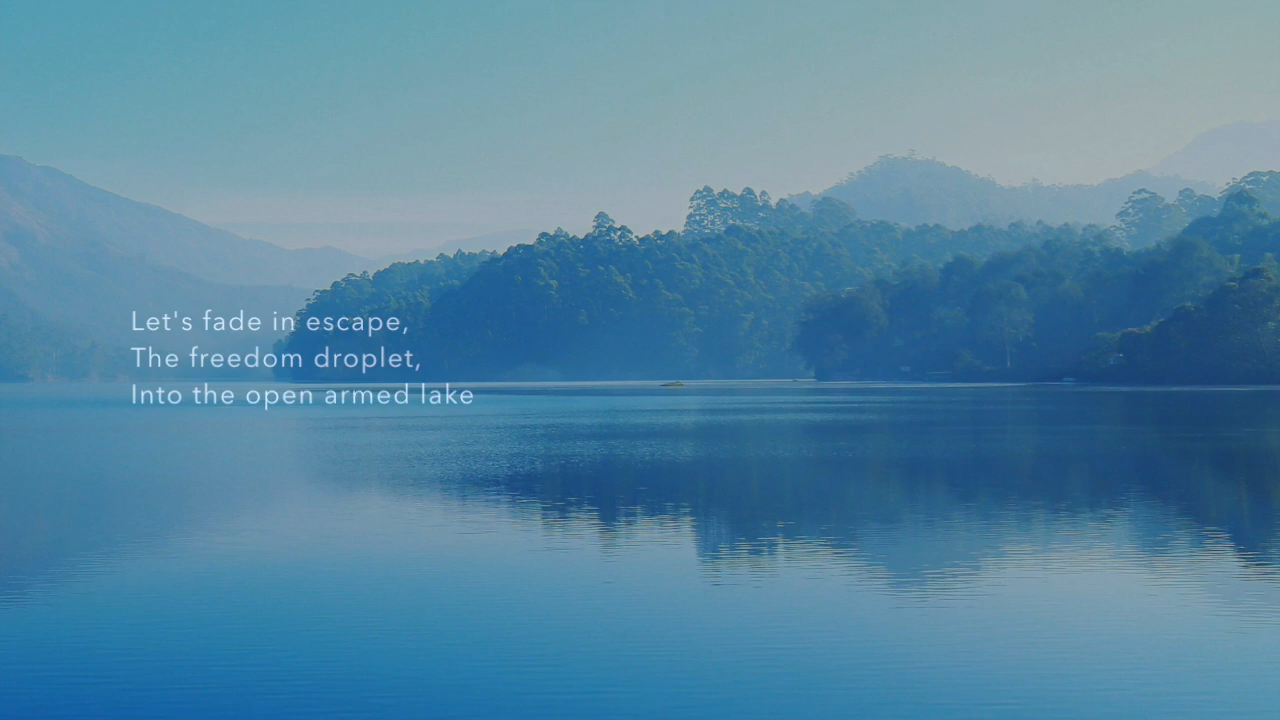 Let's fade in escape,
The freedom droplet,
Into the open armed lake